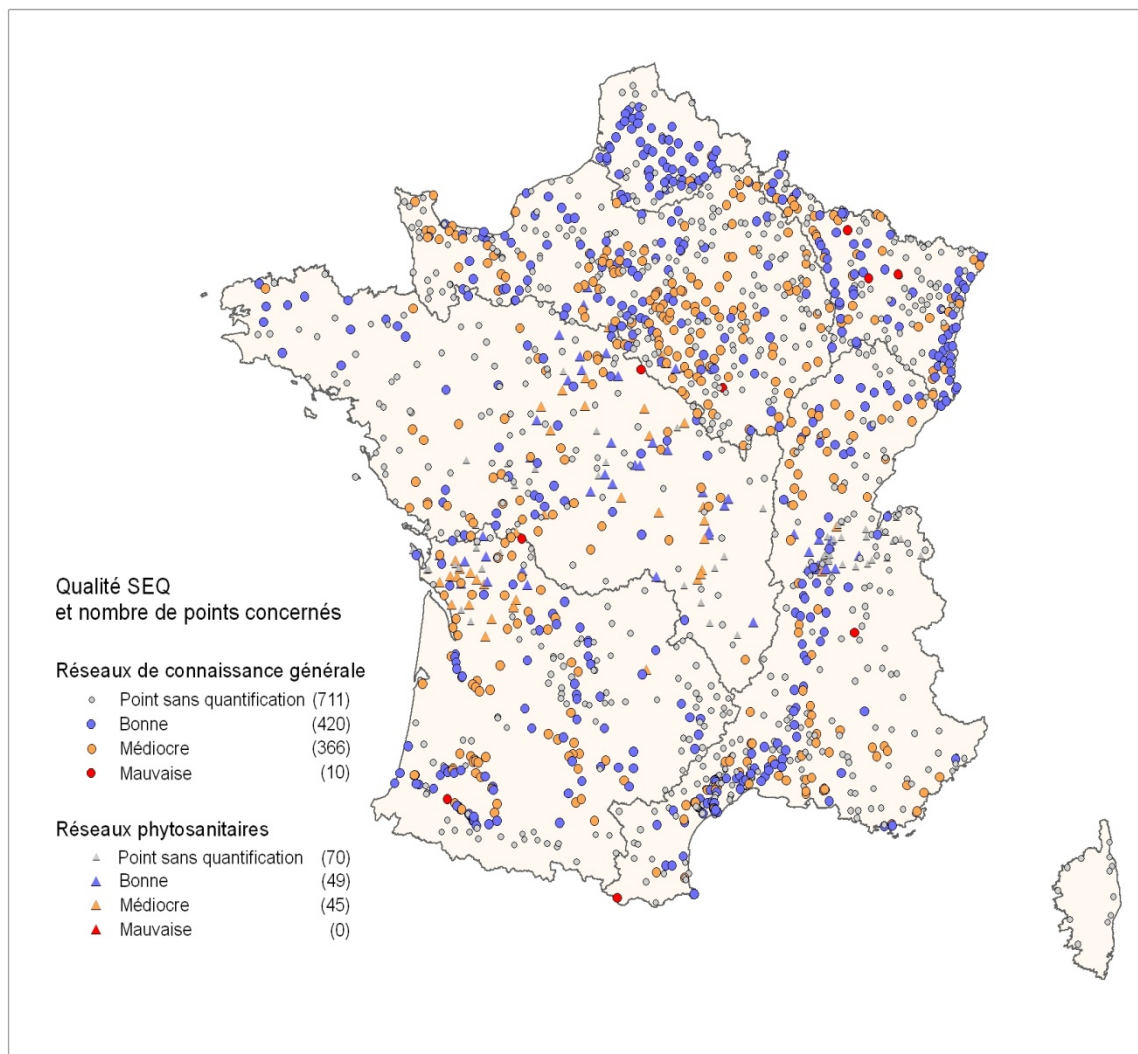 Qualité SEQ
et nombre de points concernés
Réseaux de connaissance générale
Point sans quantification (711)
Bonne (420)
Médiocre (366)
Mauvaise (10)
Réseaux phytosanitaires
Point sans quantification (70)
Bonne (49)
Médiocre (45)
Mauvaise (0)